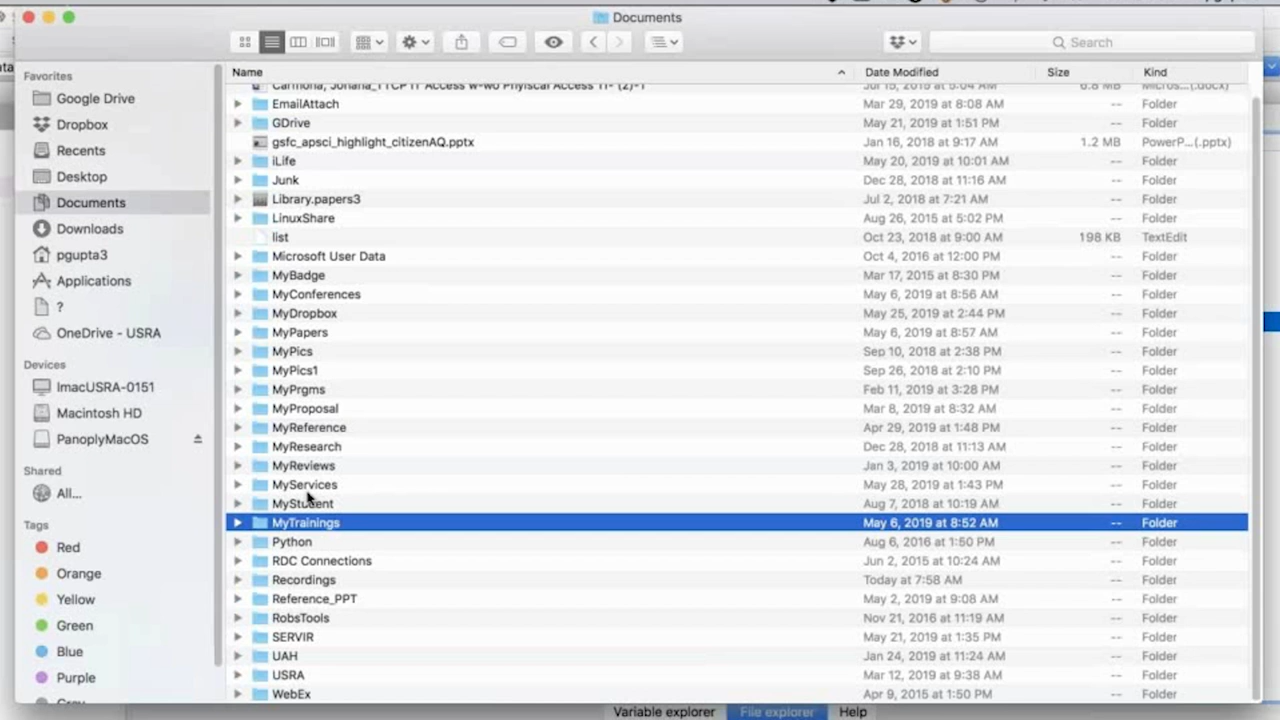 Documents
Search
Favorites
Google Drive
Dropbox
Recents
Desktop
Documents
Downloads
pgupta3
Applications
?
OneDrive - USRA
Devices
ImacUSRA-0151
Macintosh HD
PanoplyMacOS
Shared
All...
Tags
Red
Orange
Yellow
Green
Blue
Purple
Name Date Modified Size Kind
EmailAttach Mar 29, 2019 at 8:08 AM -- Folder
GDrive May 21, 2019 at 1:51 PM -- Folder
gsfc_apsci_highlight_citizenAQ.pptx Jan 16, 2018 at 9:17 AM 1.2 MB PowerP...(.pptx)
iLife May 20, 2019 at 10:01 AM -- Folder
Junk Dec 28, 2018 at 11:16 AM -- Folder
Library.papers3 Jul 2, 2018 at 7:21 AM -- Folder
LinuxShare Aug 26, 2015 at 5:02 PM -- Folder
list Oct 23, 2018 at 9:00 AM 198 KB TextEdit
Microsoft User Data Oct 4, 2016 at 12:00 PM -- Folder
MyBadge Mar 17, 2015 at 8:30 PM -- Folder
MyConferences May 6, 2019 at 8:56 AM -- Folder
MyDropbox May 25, 2019 at 2:44 PM -- Folder
MyPapers May 6, 2019 at 8:57 AM -- Folder
MyPics Sep 10, 2018 at 2:38 PM -- Folder
MyPics1 Sep 26, 2018 at 2:10 PM -- Folder
MyPrgms Feb 11, 2019 at 3:28 PM -- Folder
MyProposal Mar 8, 2019 at 8:32 AM -- Folder
MyReference Apr 29, 2019 at 1:48 PM -- Folder
MyResearch Dec 28, 2018 at 11:13 AM -- Folder
MyReviews Jan 3, 2019 at 10:00 AM -- Folder
MyServices May 28, 2019 at 1:43 PM -- Folder
MyStudent Aug 7, 2018 at 10:19 AM -- Folder
MyTrainings May 6, 2019 at 8:52 AM -- Folder
Python Aug 6, 2016 at 1:50 PM -- Folder
RDC Connections Jun 2, 2015 at 10:24 AM -- Folder
Recordings Today at 7:58 AM -- Folder
Reference_PPT May 2, 2019 at 9:08 AM -- Folder
RobsTools Nov 21, 2016 at 11:19 AM -- Folder
SERVIR May 21, 2019 at 1:35 PM -- Folder
UAH Jan 24, 2019 at 11:24 AM -- Folder
USRA Mar 12, 2019 at 9:38 AM -- Folder
WebEx Apr 9, 2015 at 1:50 PM -- Folder
Variable explorer File explorer Help